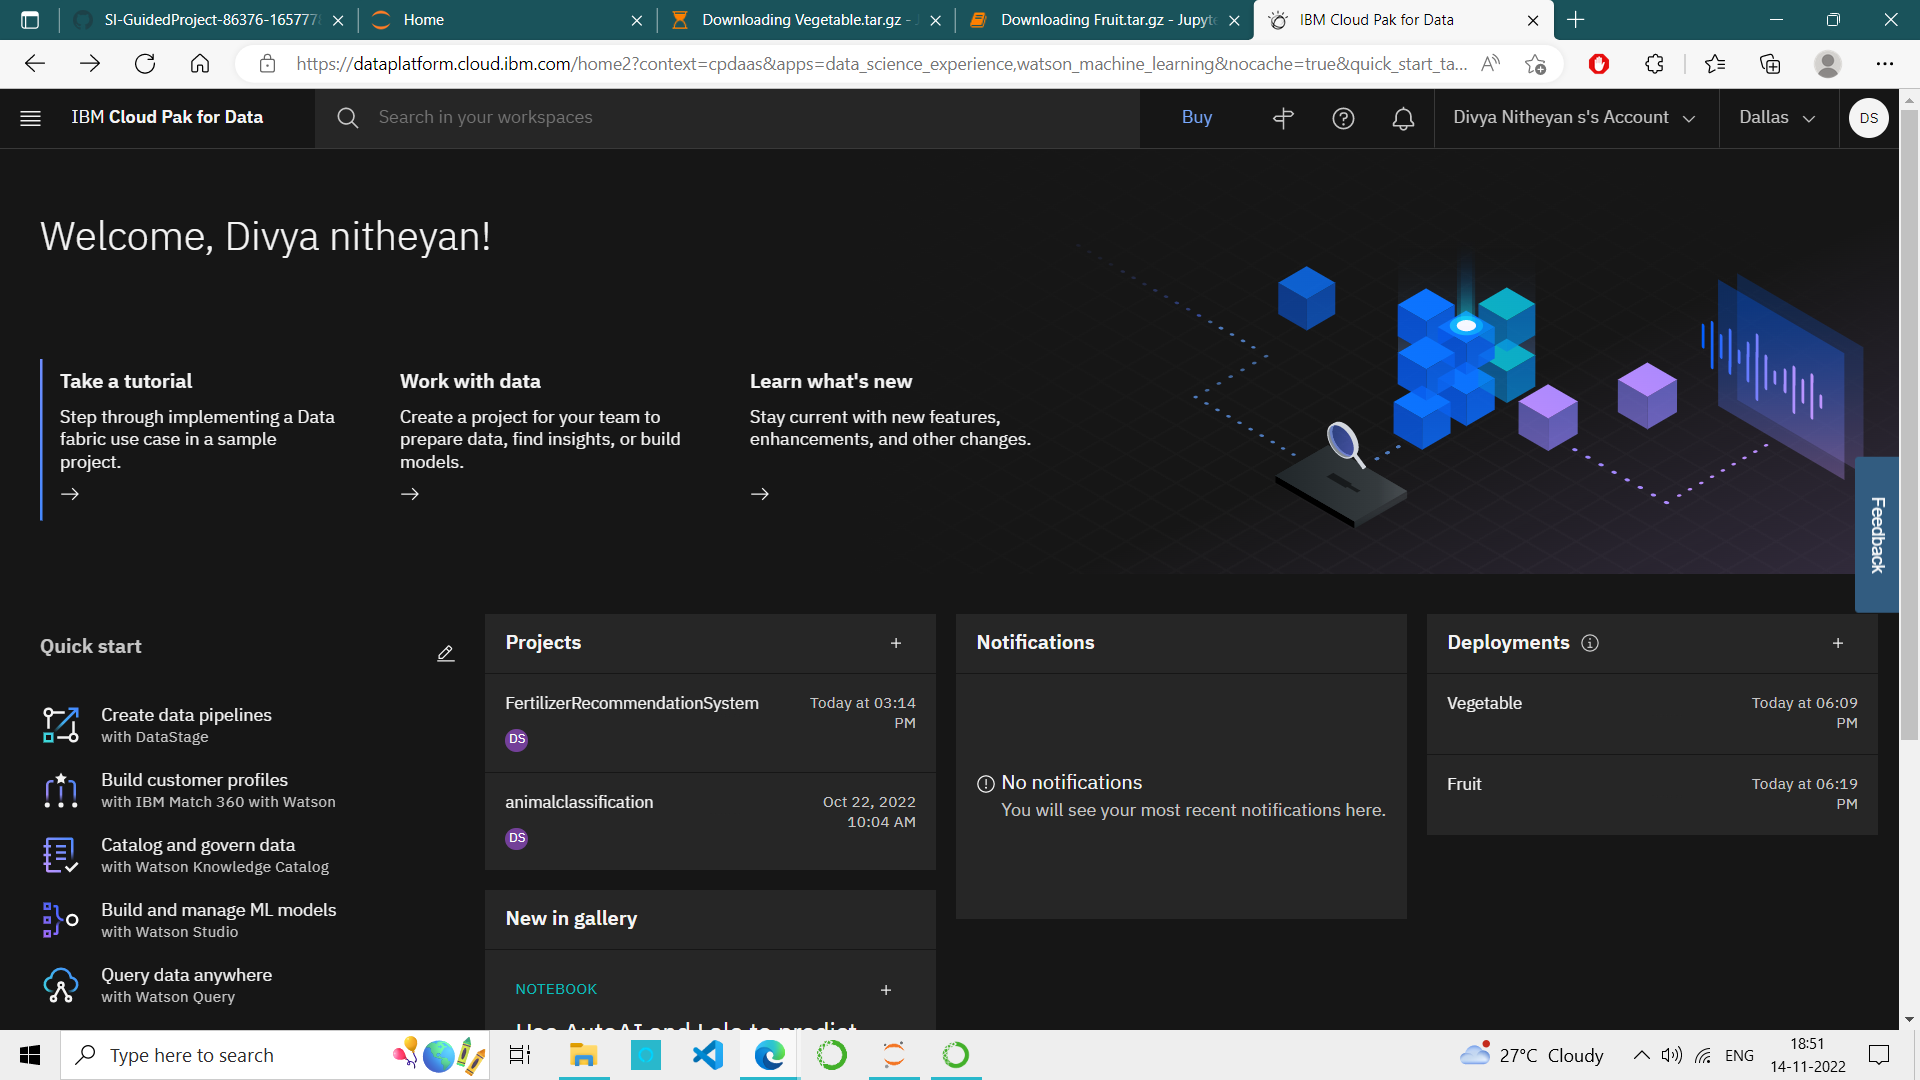 SI-GuidedProject-86376-1657778
Home
Downloading Vegetable.tar.gz - J
Downloading Fruit.tar.gz - Jupyte
IBM Cloud Pak for Data
https://dataplatform.cloud.ibm.com/home2?context=cpdaas&apps=data_science_experience,watson_machine_learning&nocache=true&quick_start_ta...
IBM Cloud Pak for Data
Search in your workspaces
Buy
Divya Nitheyan s's Account
Dallas
DS
Welcome, Divya nitheyan!
Take a tutorial
Step through implementing a Data
fabric use case in a sample
project.
Work with data
Create a project for your team to
prepare data, find insights, or build
models.
Learn what's new
Stay current with new features,
enhancements, and other changes.
Feedback
Quick start
Create data pipelines
with DataStage
Build customer profiles
with IBM Match 360 with Watson
Catalog and govern data
with Watson Knowledge Catalog
Build and manage ML models
with Watson Studio
Query data anywhere
with Watson Query
Projects
FertilizerRecommendationSystem
Today at 03:14
PM
DS
animalclassification
Oct 22, 2022
10:04 AM
DS
New in gallery
NOTEBOOK
Use AutoAI and Lale to predict
Notifications
No notifications
You will see your most recent notifications here.
Deployments
Vegetable
Today at 06:09
PM
Fruit
Today at 06:19
PM
Type here to search
27°C Cloudy
ENG
18:51
14-11-2022